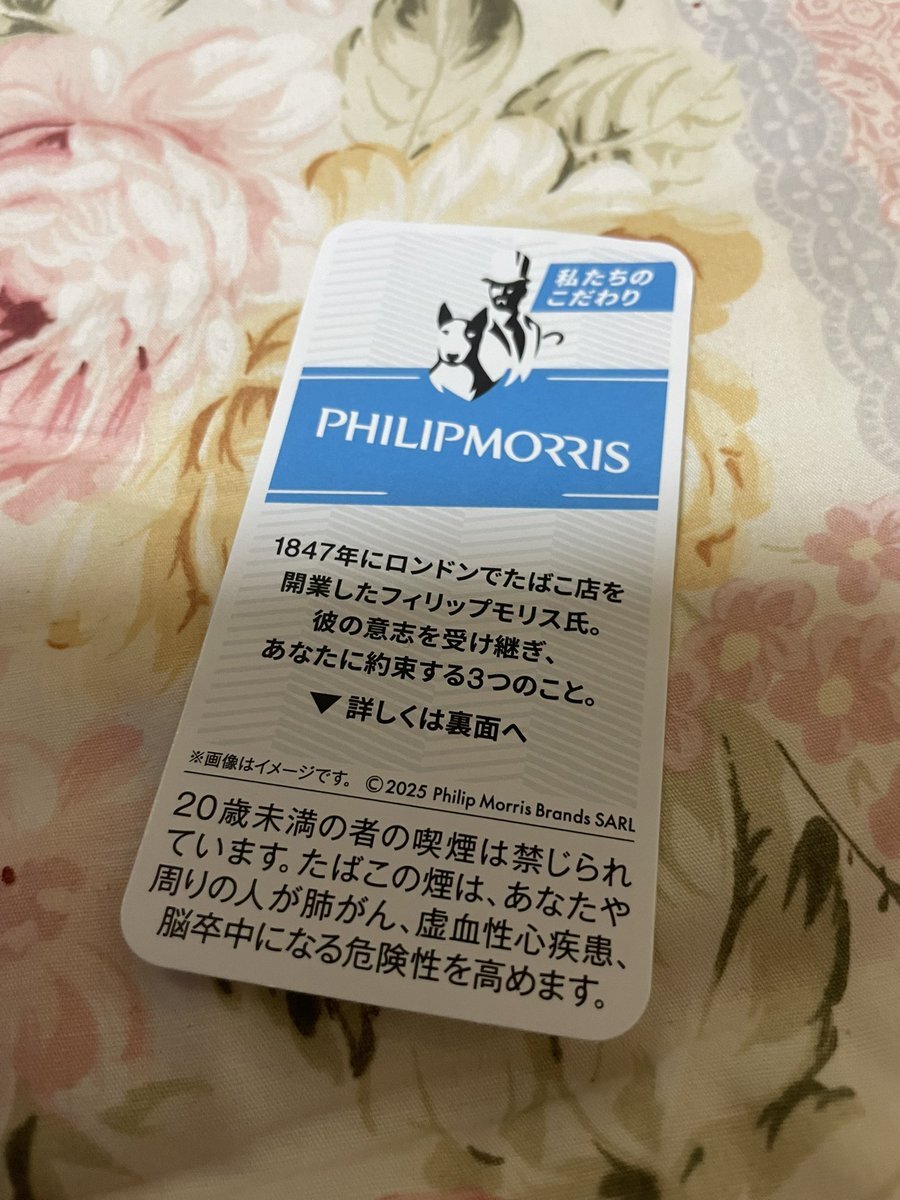 私たちの
こだわり
PHILIPMORRIS
1847年にロンドンでたばこ店を
開業したフィリップモリス氏。
彼の意志を受け継ぎ、
あなたに約束する3つのこと。
▼詳しくは裏面へ
※画像はイメージです。 ©2025 Philip Morris Brands SARL
20歳未満の者の喫煙は禁じられ
ています。たばこの煙は、あなたや
周りの人が肺がん、虚血性心疾患、
脳卒中になる危険性を高めます。